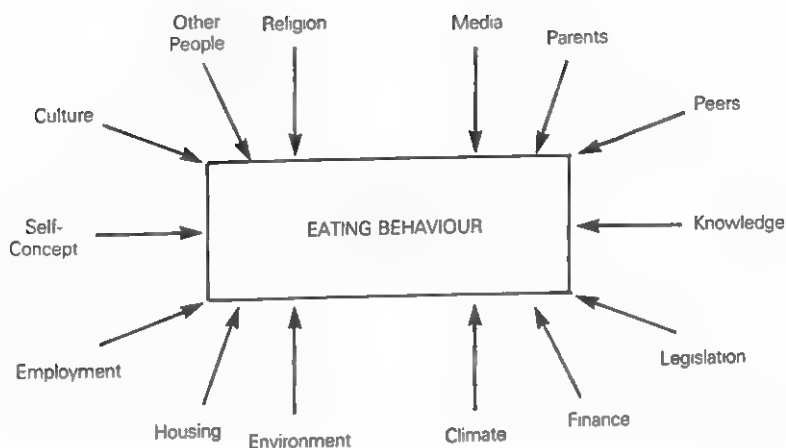 Other
People
Religion
Media
Parents
Culture
Peers
Self-
Concept
EATING BEHAVIOUR
Knowledge
Employment
Legislation
Housing
Environment
Climate
Finance